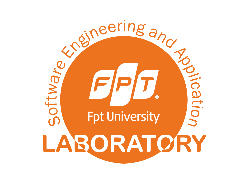 Software Engineering and Application
FPT.
Fpt University
LABORATORY